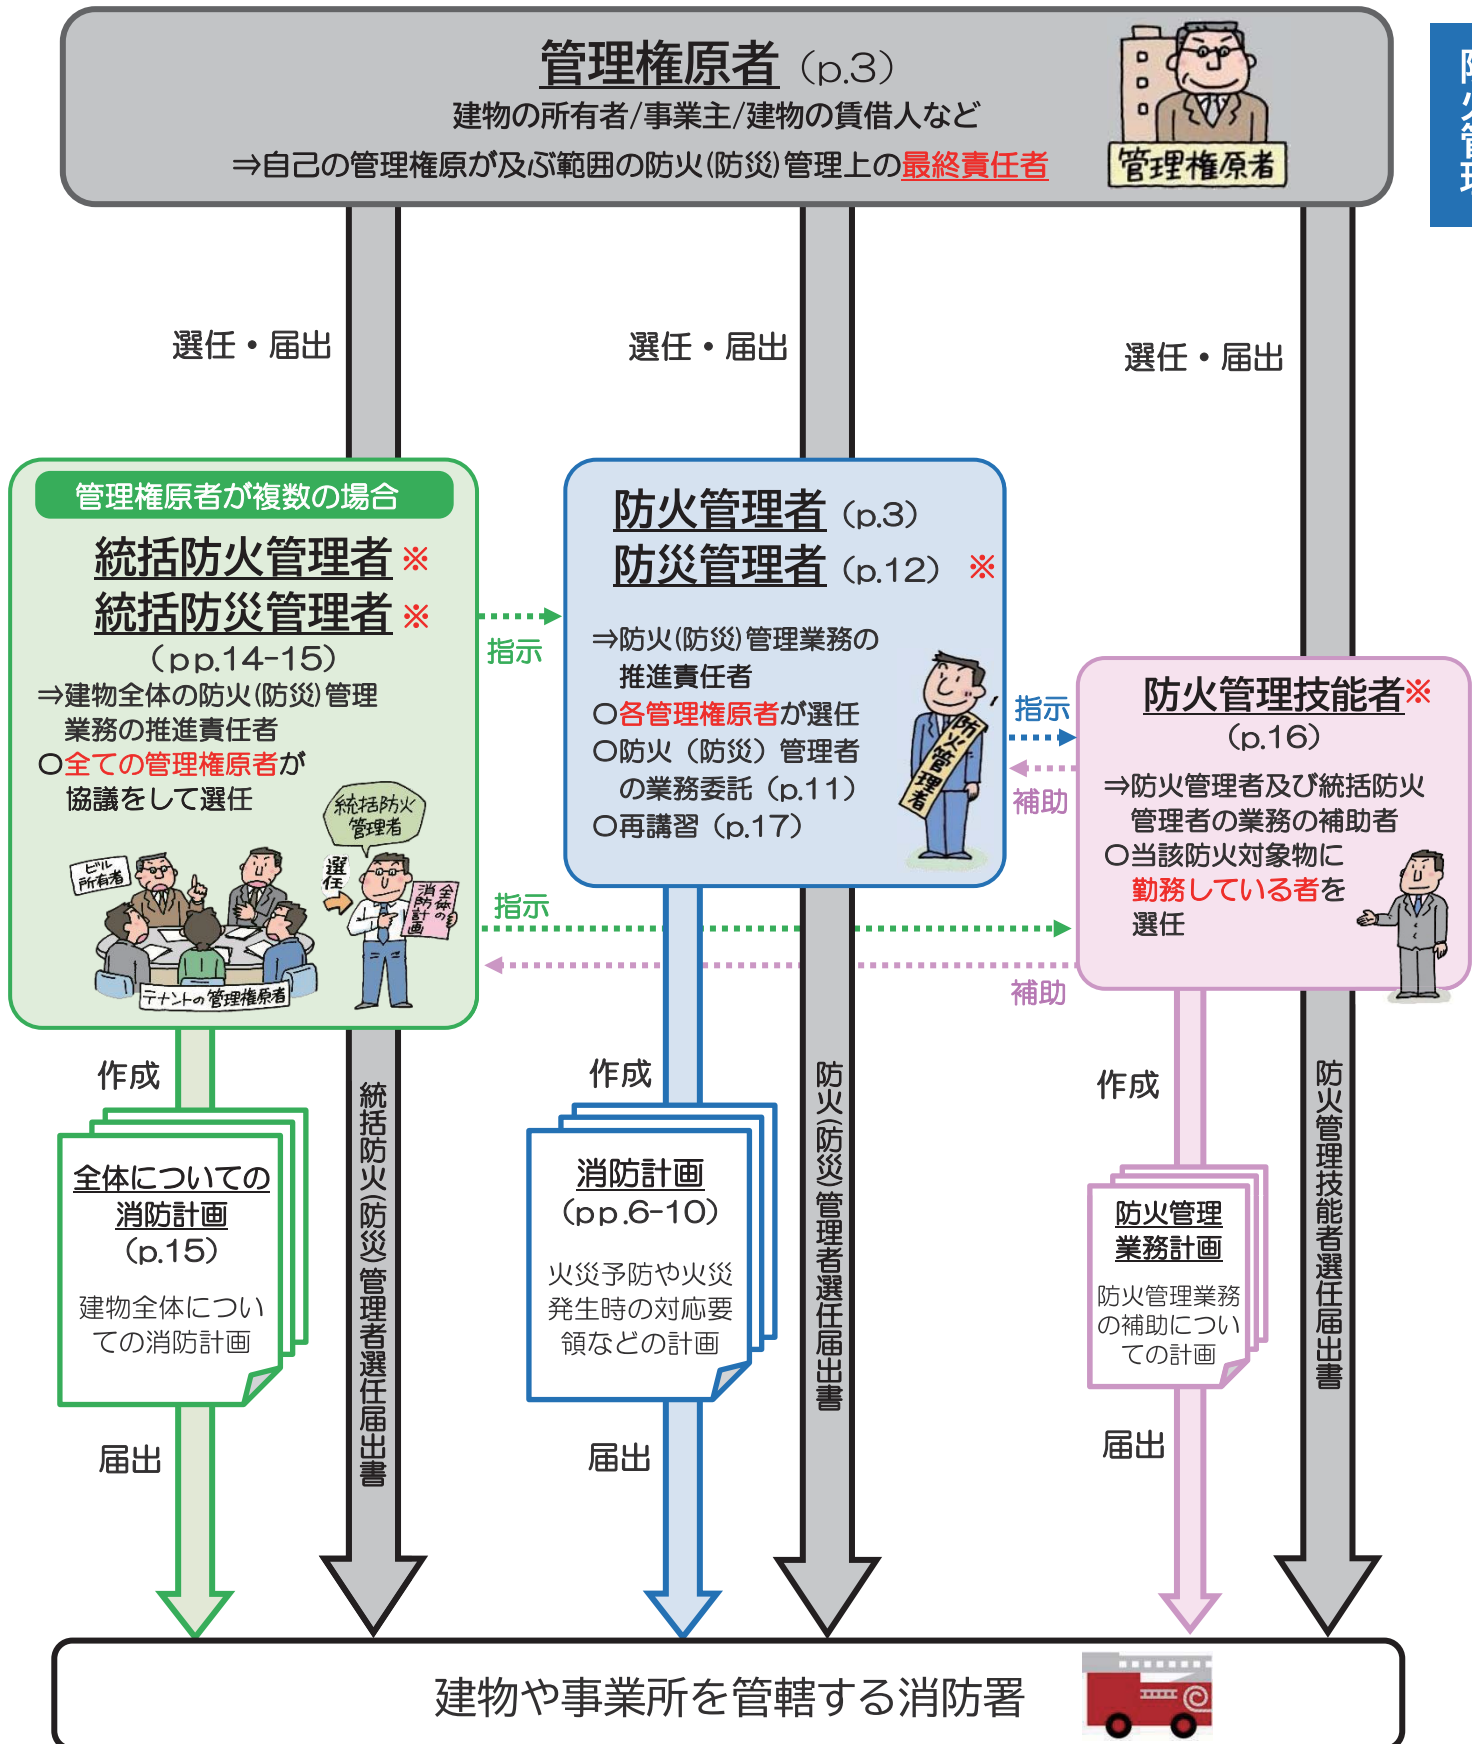 管理権原者（p.3）
建物の所有者/事業主/建物の賃借人など
⇒自己の管理権原が及ぶ範囲の防火(防災)管理上の最終責任者
管理権原者
選任・届出
選任・届出
選任・届出
管理権原者が複数の場合
統括防火管理者※
統括防災管理者※
（pp.14-15）
⇒建物全体の防火(防災)管理
業務の推進責任者
○全ての管理権原者が
協議をして選任
統括防火
管理者
選任
ビル
所有者
全体の
消防計画
テナントの管理権原者
指示
防火管理者（p.3）
防災管理者（p.12）※
⇒防火(防災)管理業務の
推進責任者
○各管理権原者が選任
○防火（防災）管理者
の業務委託（p.11）
○再講習（p.17）
防火管理者
指示
補助
防火管理技能者※
（p.16）
⇒防火管理者及び統括防火
管理者の業務の補助者
○当該防火対象物に
勤務している者を
選任
指示
補助
作成
全体についての
消防計画
（p.15）
建物全体につい
ての消防計画
届出
統括防火(防災)管理者選任届出書
作成
消防計画
（pp.6-10）
火災予防や火災
発生時の対応要
領などの計画
届出
防火(防災)管理者選任届出書
作成
防火管理
業務計画
防火管理業務
の補助につい
ての計画
届出
防火管理技能者選任届出書
建物や事業所を管轄する消防署